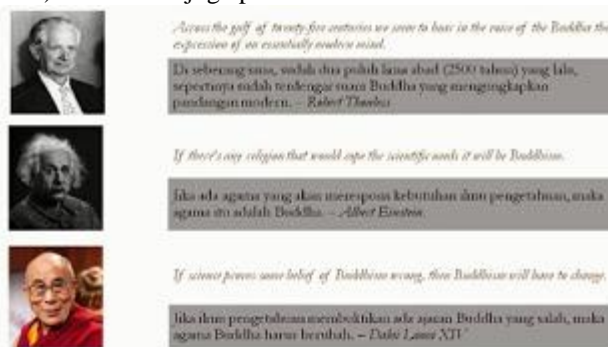 Across the gulf of twenty five centuries we seem to hear in the voice of the Buddha the
expression of an essentially modern mind.
Di seberang sana, sudah dua puluh lima abad (2500 tahun) yang lalu,
sepertinya sudah terdengar suara Buddha yang mengungkapkan
pandangan modern. – Robert
If there's any religion that would cope the scientific needs it will be Buddhism.
Jika ada agama yang akan merespons kebutuhan ilmu pengetahuan, maka
agama itu adalah Buddha. – Albert Einstein
If science proves some belief of Buddhism wrong, then Buddhism will have to change.
Jika ilmu pengetahuan membuktikan ada ajaran Buddha yang salah, maka
agama Buddha harus berubah. – Dalai Lama XIV